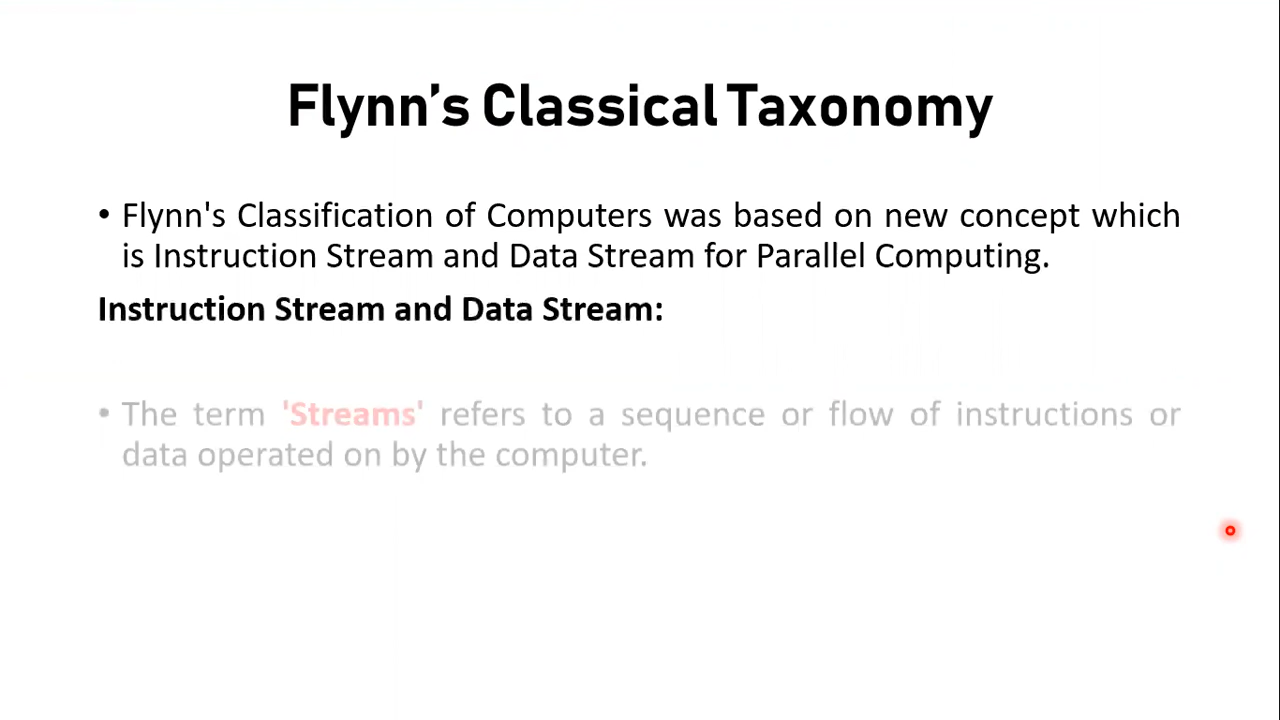 Flynn’s Classical Taxonomy
• Flynn's Classification of Computers was based on new concept which
is Instruction Stream and Data Stream for Parallel Computing.
Instruction Stream and Data Stream:
• The term 'Streams' refers to a sequence or flow of instructions or
data operated on by the computer.